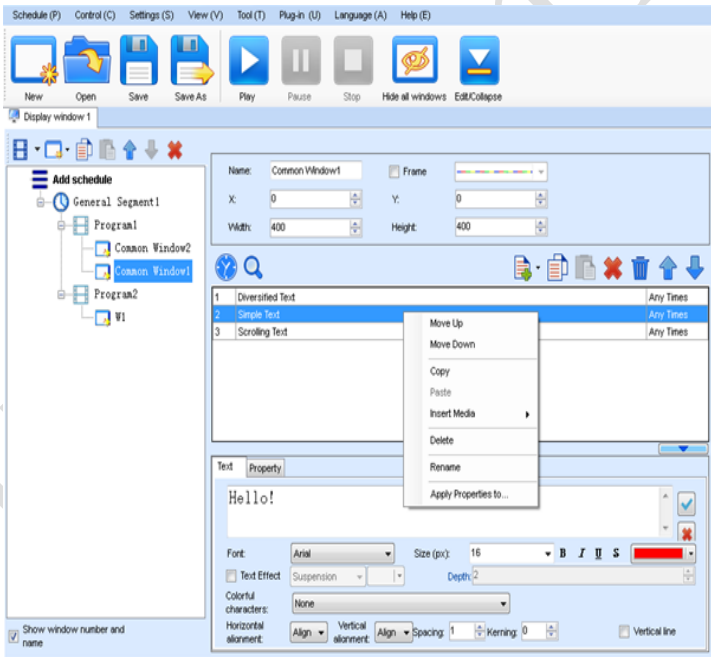 Schedule (P) Control (C) Settings (S) View (V) Tool (T) Plug-in (U) Language (A) Help (E)
New Open Save Save As Play Pause Stop Hide all windows Edit/Collapse
Display window 1
Add schedule
General Segment1
Program1
Common Window2
Common Window1
Program2
W1
Show window number and
name
Name: Common Window1 Frame
X: 0 Y: 0
Width: 400 Height: 400
1 Diversified Text Any Times
2 Simple Text Any Times
3 Scrolling Text Any Times
Move Up
Move Down
Copy
Paste
Insert Media
Delete
Rename
Apply Properties to...
Text Property
Hello!
Font: Arial Size (px): 16 B I U S
Text Effect Suspension Depth: 2
Colorful
characters: None
Horizontal
alignment: Align Vertical
alignment: Align Spacing: 1 Kerning: 0 Vertical line